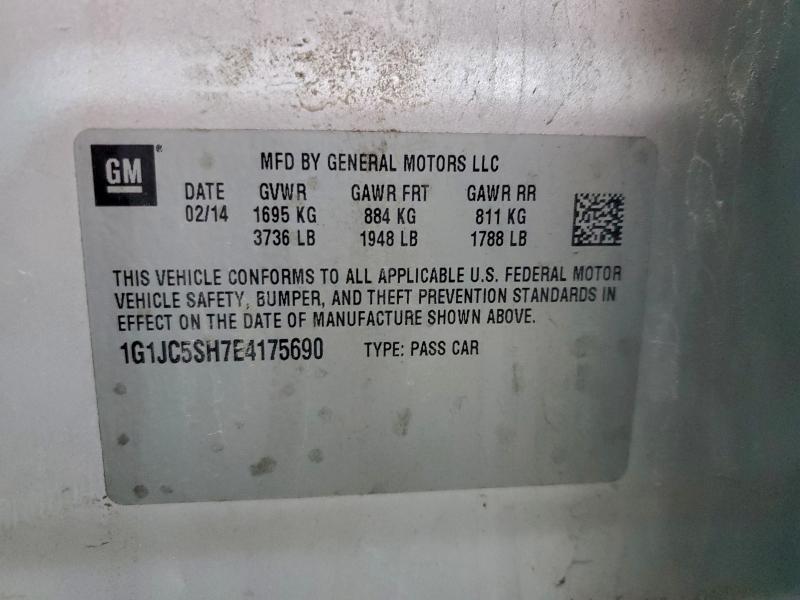 GM ®
MFD BY GENERAL MOTORS LLC
DATE GVWR GAWR FRT GAWR RR
02/14 1695 KG 884 KG 811 KG
3736 LB 1948 LB 1788 LB
THIS VEHICLE CONFORMS TO ALL APPLICABLE U.S. FEDERAL MOTOR
VEHICLE SAFETY, BUMPER, AND THEFT PREVENTION STANDARDS IN
EFFECT ON THE DATE OF MANUFACTURE SHOWN ABOVE.
1G1JC5SH7E4175690 TYPE: PASS CAR